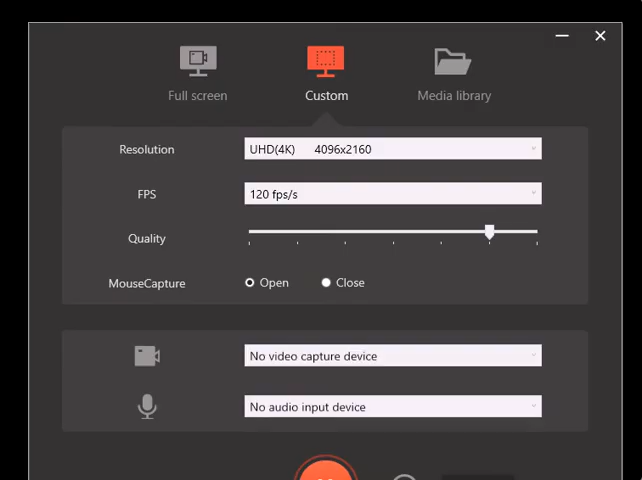 Full screen
Custom
Media library
Resolution
UHD(4K) 4096x2160
FPS
120 fps/s
Quality
MouseCapture
Open
Close
No video capture device
No audio input device